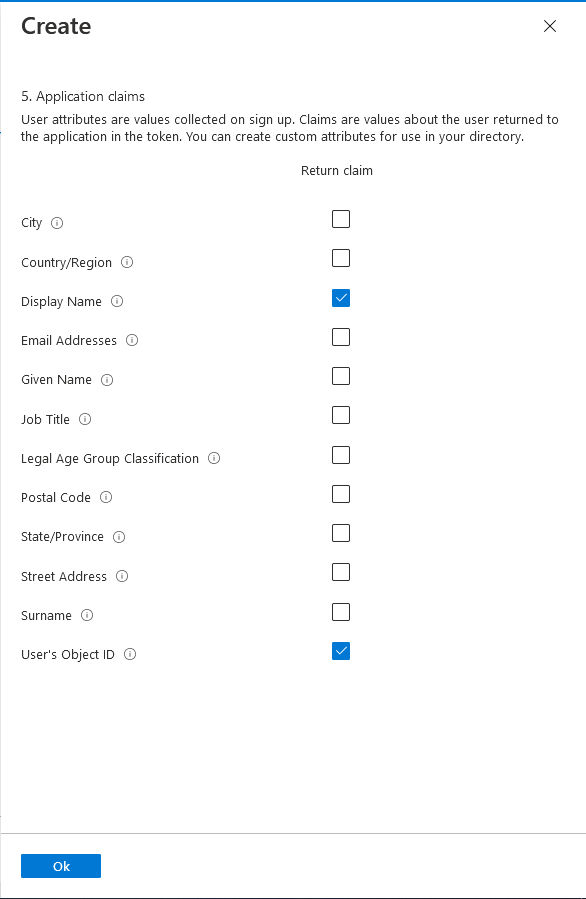 Create
5. Application claims
User attributes are values collected on sign up. Claims are values about the user returned to
the application in the token. You can create custom attributes for use in your directory.
Return claim
City
Country/Region
Display Name
Email Addresses
Given Name
Job Title
Legal Age Group Classification
Postal Code
State/Province
Street Address
Surname
User's Object ID
Ok